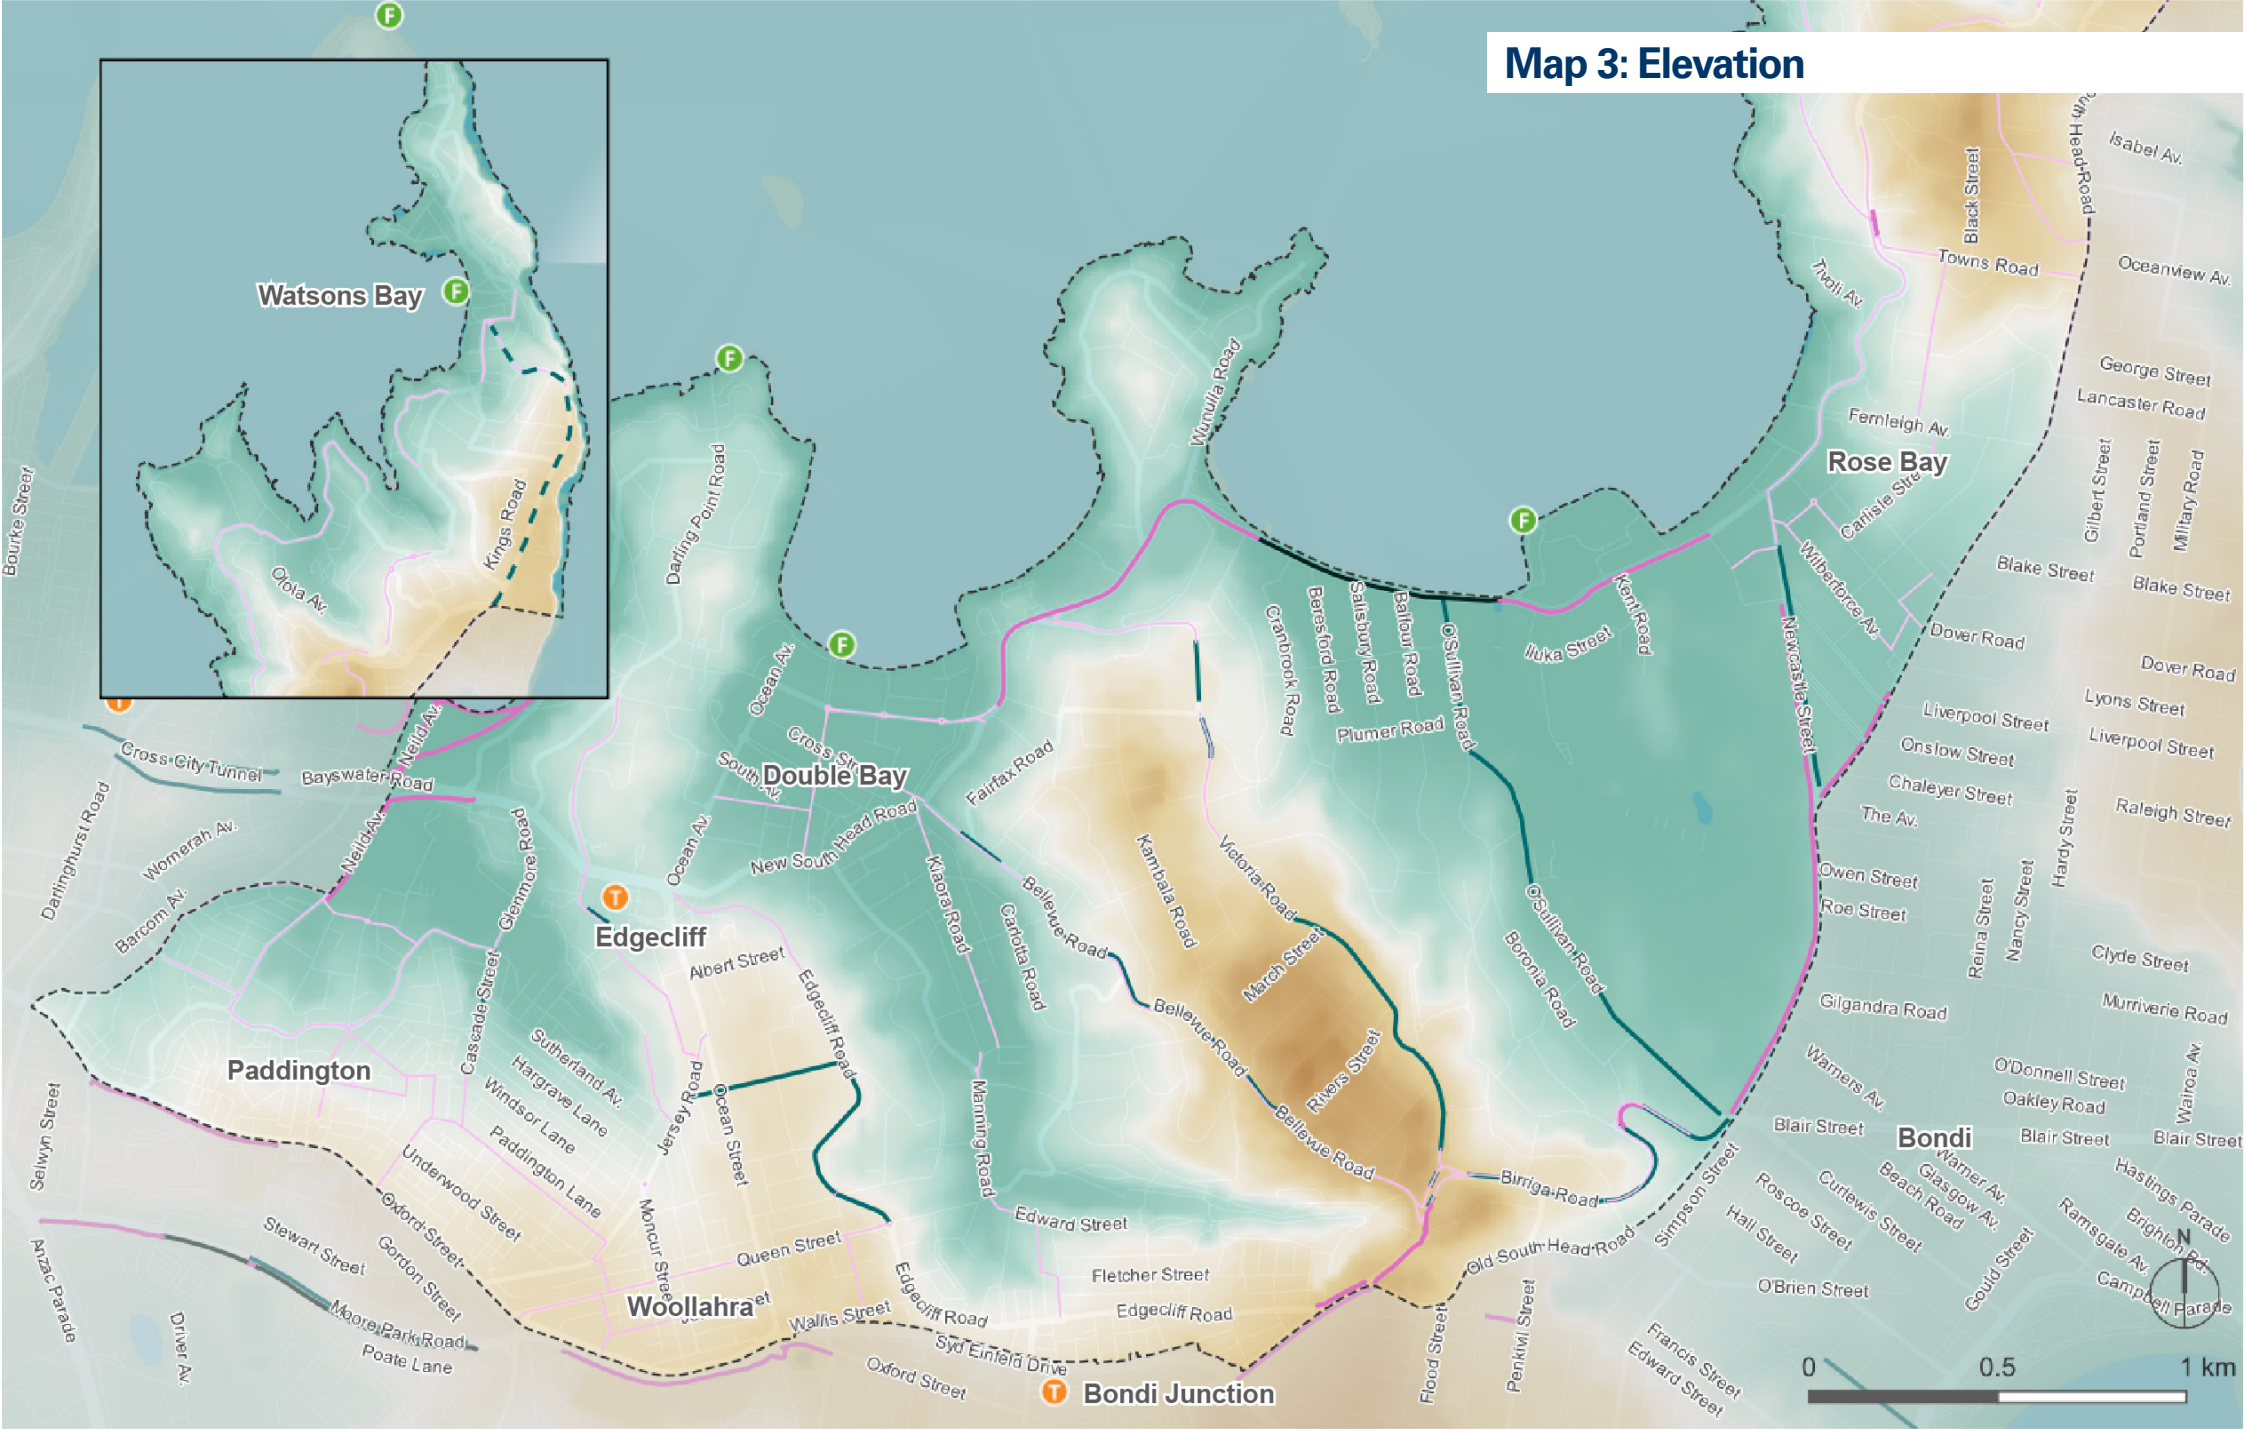 Map 3: Elevation
F
Watsons Bay
F
Kings Road
Olola Av.
F
F
F
T
Bourke Street
Darling Point Road
Wunulla Road
Tivoli Av.
Black Street
Towns Road
Head Road
Isabel Av.
Oceanview Av.
George Street
Lancaster Road
Fernleigh Av.
Rose Bay
Carlisle Stre
Gilbert Street
Portland Street
Military Road
Blake Street
Blake Street
Wilberforce Av.
Dover Road
Dover Road
Newcastle Street
Kent Road
Iluka Street
O'Sullivan Road
Balfour Road
Salisbury Road
Beresford Road
Cranbrook Road
Plumer Road
Lyons Street
Liverpool Street
Liverpool Street
Onslow Street
Chaleyer Street
The Av.
Hardy Street
Raleigh Street
Owen Street
Roe Street
Reina Street
Nancy Street
Clyde Street
Gilgandra Road
Murriverie Road
Ocean Av.
Cross Str
South Av.
Double Bay
Fairfax Road
New South Head Road
Ocean Av.
Neild Av.
Cross City Tunnel
Bayswater Road
Neild Av.
Darlinghurst Road
Womerah Av.
Barcom Av.
Glenmore Road
T
Edgecliff
Albert Street
Edgecliff Road
Kiaora Road
Carlotta Road
Bellevue Road
Bellevue Road
Bellevue Road
Kambala Road
Victoria Road
March Street
Rivers Street
O'Sullivan Road
Boronia Road
Paddington
Cascade Street
Sutherland Av.
Hargrave Lane
Windsor Lane
Paddington Lane
Underwood Street
Jersey Road
Ocean Street
Manning Road
Edward Street
Queen Street
Moncur Street
Woollahra
Wallis Street
Edgecliff Road
Fletcher Street
Edgecliff Road
Syd Einfeld Drive
Oxford Street
T
Bondi Junction
Oxford Street
Gordon Street
Stewart Street
Moore Park Road
Poate Lane
Driver Av.
Anzac Parade
Selwyn Street
Birriga Road
Old South Head Road
Simpson Street
Flood Street
Penkivil Street
Warners Av.
Blair Street
Bondi
O'Donnell Street
Oakley Road
Blair Street
Wairoa Av.
Blair Street
Warner Av.
Glasgow Av.
Beach Road
Curlewis Street
Roscoe Street
Hall Street
O'Brien Street
Gould Street
Hastings Parade
Ramsgate Av.
Brighton Bd.
Campbell Parade
Francis Street
Edward Street
N
0 0.5 1 km